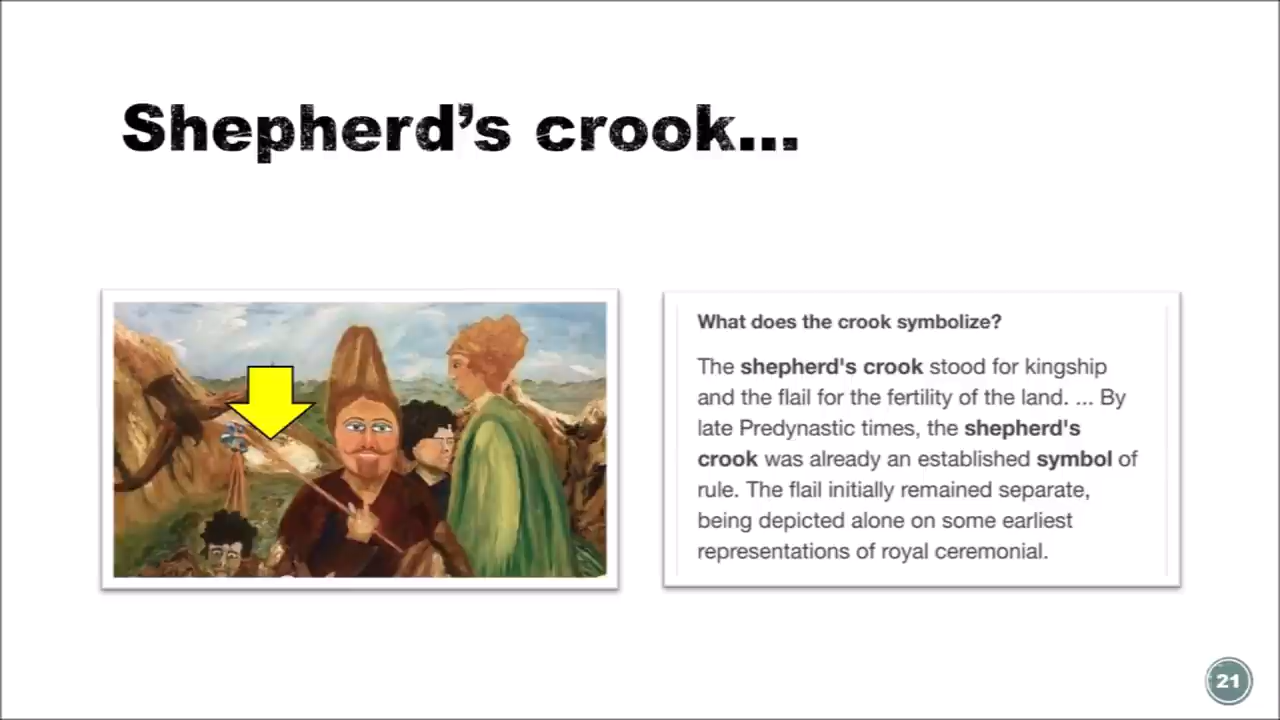 Shepherd’s crook...
What does the crook symbolize?
The shepherd's crook stood for kingship
and the flail for the fertility of the land. ... By
late Predynastic times, the shepherd's
crook was already an established symbol of
rule. The flail initially remained separate,
being depicted alone on some earliest
representations of royal ceremonial.
21